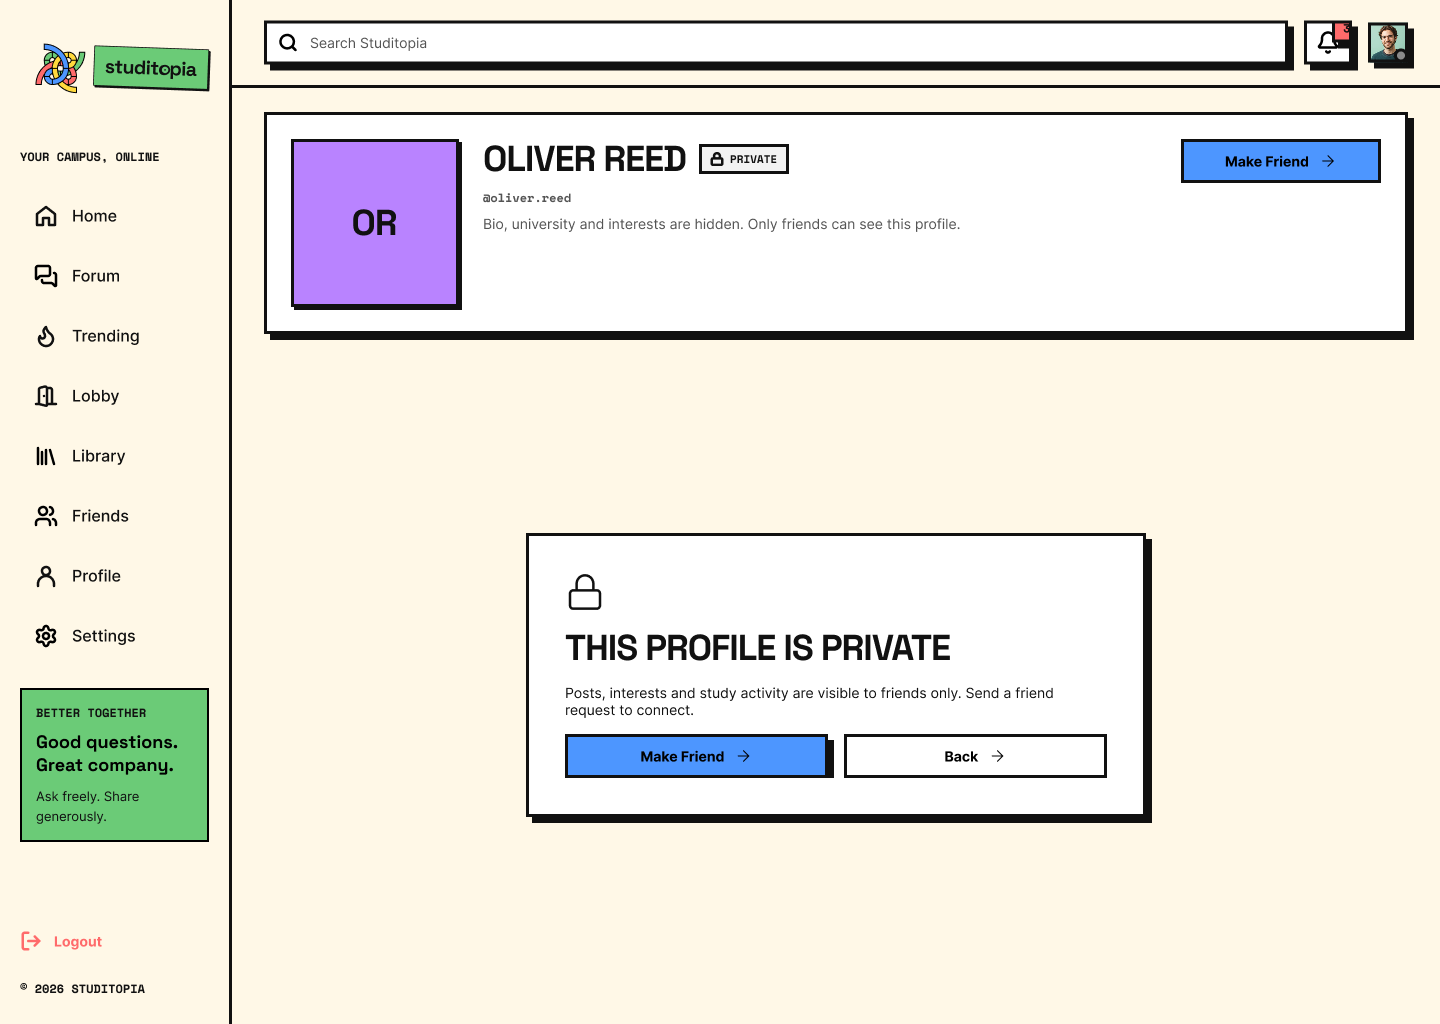 studitopia
Search Studitopia
YOUR CAMPUS, ONLINE
Home
Forum
Trending
Lobby
Library
Friends
Profile
Settings
BETTER TOGETHER
Good questions.
Great company.
Ask freely. Share
generously.
Logout
© 2026 STUDITOPIA
OR
OLIVER REED
PRIVATE
@oliver.reed
Bio, university and interests are hidden. Only friends can see this profile.
Make Friend
THIS PROFILE IS PRIVATE
Posts, interests and study activity are visible to friends only. Send a friend
request to connect.
Make Friend
Back